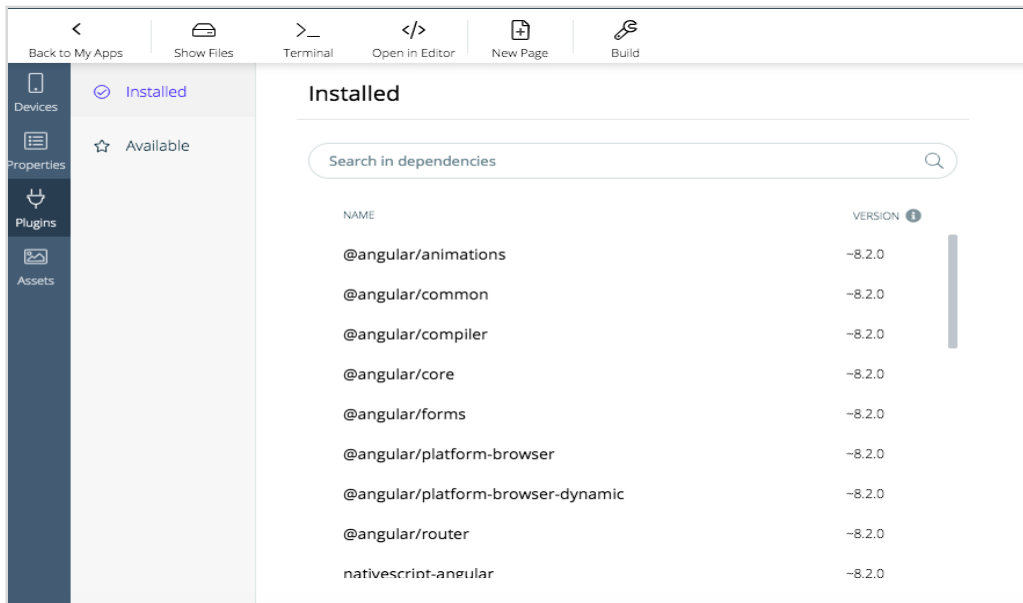 Back to My Apps Show Files Terminal Open in Editor New Page Build
Devices
Properties
Plugins
Assets
Installed
Available
Installed
Search in dependencies
NAME VERSION
@angular/animations ~8.2.0
@angular/common ~8.2.0
@angular/compiler ~8.2.0
@angular/core ~8.2.0
@angular/forms ~8.2.0
@angular/platform-browser ~8.2.0
@angular/platform-browser-dynamic ~8.2.0
@angular/router ~8.2.0
nativescript-angular ~8.2.0